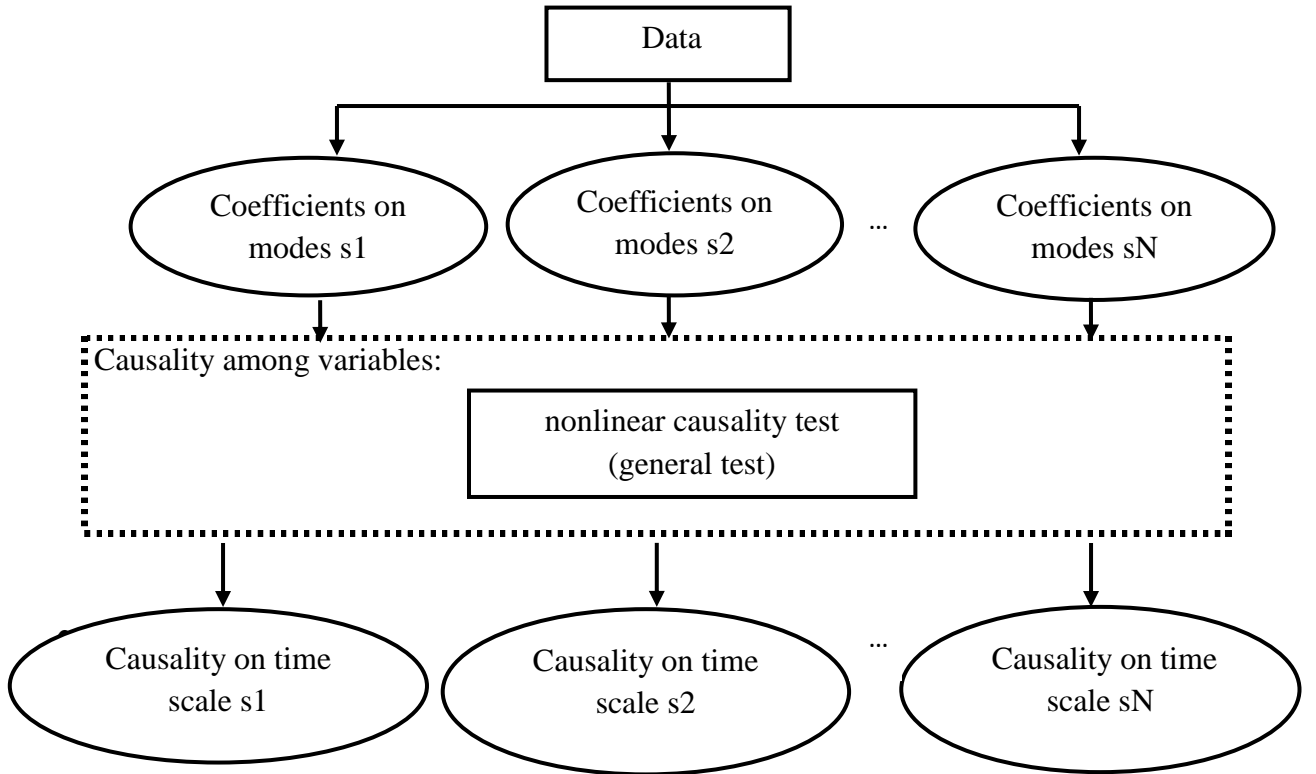 Data
Coefficients on
modes s1
Coefficients on
modes s2
...
Coefficients on
modes sN
Causality among variables:
nonlinear causality test
(general test)
Causality on time
scale s1
Causality on time
scale s2
...
Causality on time
scale sN